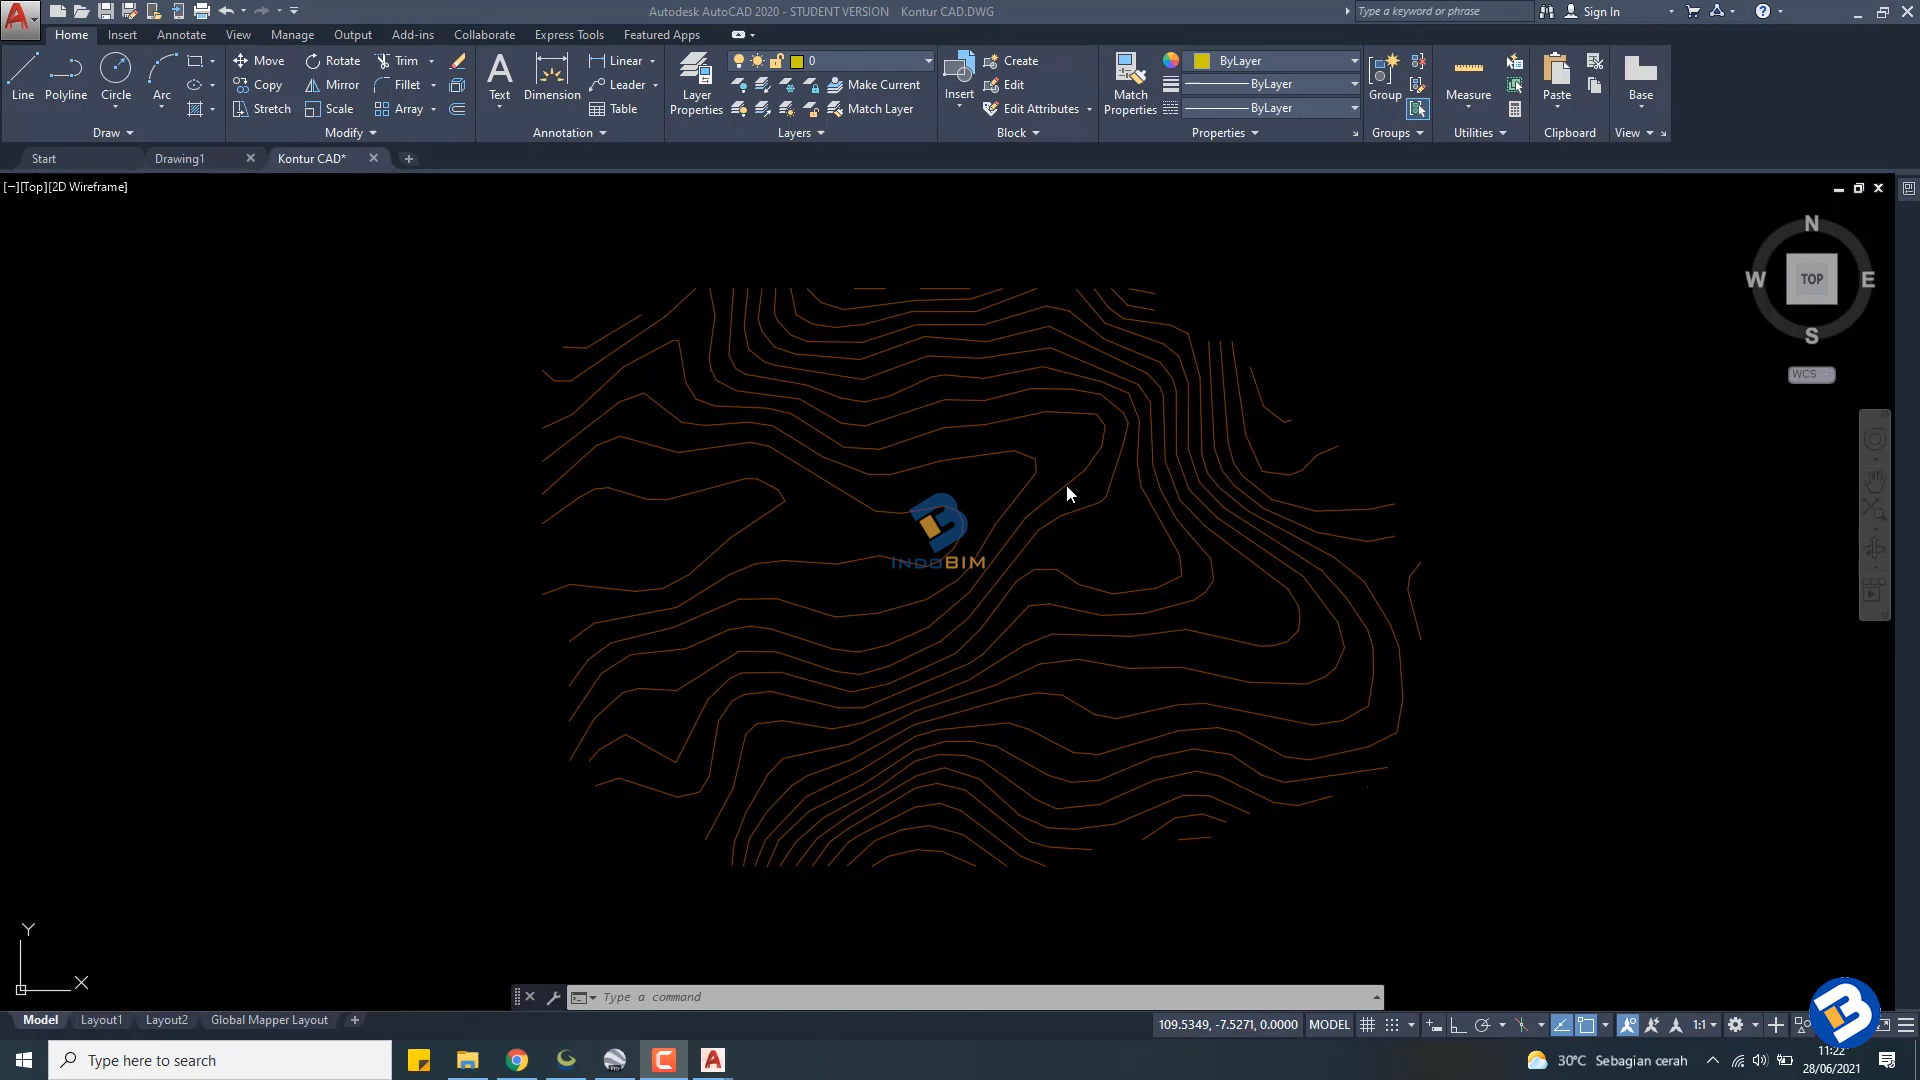 Autodesk AutoCAD 2020 - STUDENT VERSION Kontur CAD.DWG
Type a keyword or phrase
Sign In
Home Insert Annotate View Manage Output Add-ins Collaborate Express Tools Featured Apps
Line Polyline Circle Arc
Move Rotate Trim
Copy Mirror Fillet
Stretch Scale Array
Text Dimension
Linear
Leader
Table
Layer Properties
0
Make Current
Match Layer
Insert
Create
Edit
Edit Attributes
Match Properties
ByLayer
ByLayer
ByLayer
Group
Measure
Paste
Base
Draw Modify Annotation Layers Block Properties Groups Utilities Clipboard View
Start Drawing1 Kontur CAD*
[−][Top][2D Wireframe]
N
W TOP E
S
WCS
INDOBIM
Y
X
Type a command
Model Layout1 Layout2 Global Mapper Layout
109.5349, -7.5271, 0.0000 MODEL 1:1
Type here to search
30°C Sebagian cerah
11:22
28/06/2021